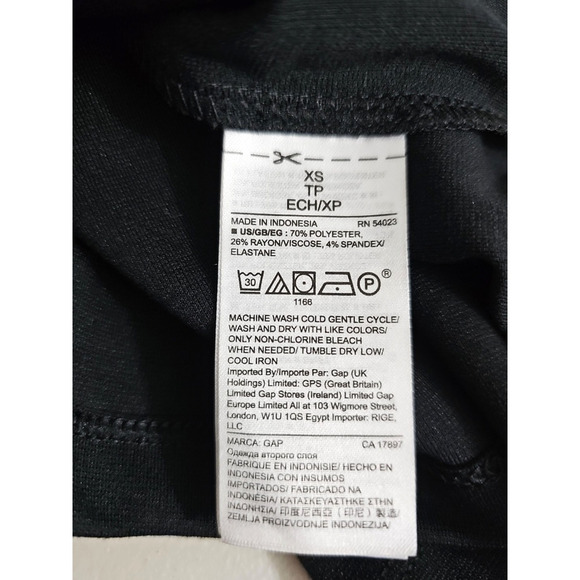 XS
TP
ECH/XP
MADE IN INDONESIA RN 54023
■ US/GB/EG : 70% POLYESTER,
26% RAYON/VISCOSE, 4% SPANDEX/
ELASTANE
30 P ®
1166
MACHINE WASH COLD GENTLE CYCLE/
WASH AND DRY WITH LIKE COLORS/
ONLY NON-CHLORINE BLEACH
WHEN NEEDED/ TUMBLE DRY LOW/
COOL IRON
Imported By/Importe Par: Gap (UK
Holdings) Limited: GPS (Great Britain)
Limited Gap Stores (Ireland) Limited Gap
Europe Limited All at 103 Wigmore Street,
London, W1U 1QS Egypt Importer: RIGE,
LLC
MARCA: GAP CA 17897
Одежда второго слоя
FABRIQUE EN INDONISIE/ HECHO EN
INDONESIA CON INSUMOS
IMPORTADOS/ FABRICADO NA
INDONÉSIA/ ΚΑΤΑΣΚΕΥΑΣΤΗΚΕ ΣΤΗΝ
ΙΝΔΟΝΗΣΙΑ/ 印度尼西亞 (印尼) 製造/
ZEMLJA PROIZVODNJE INDONEZIJA/